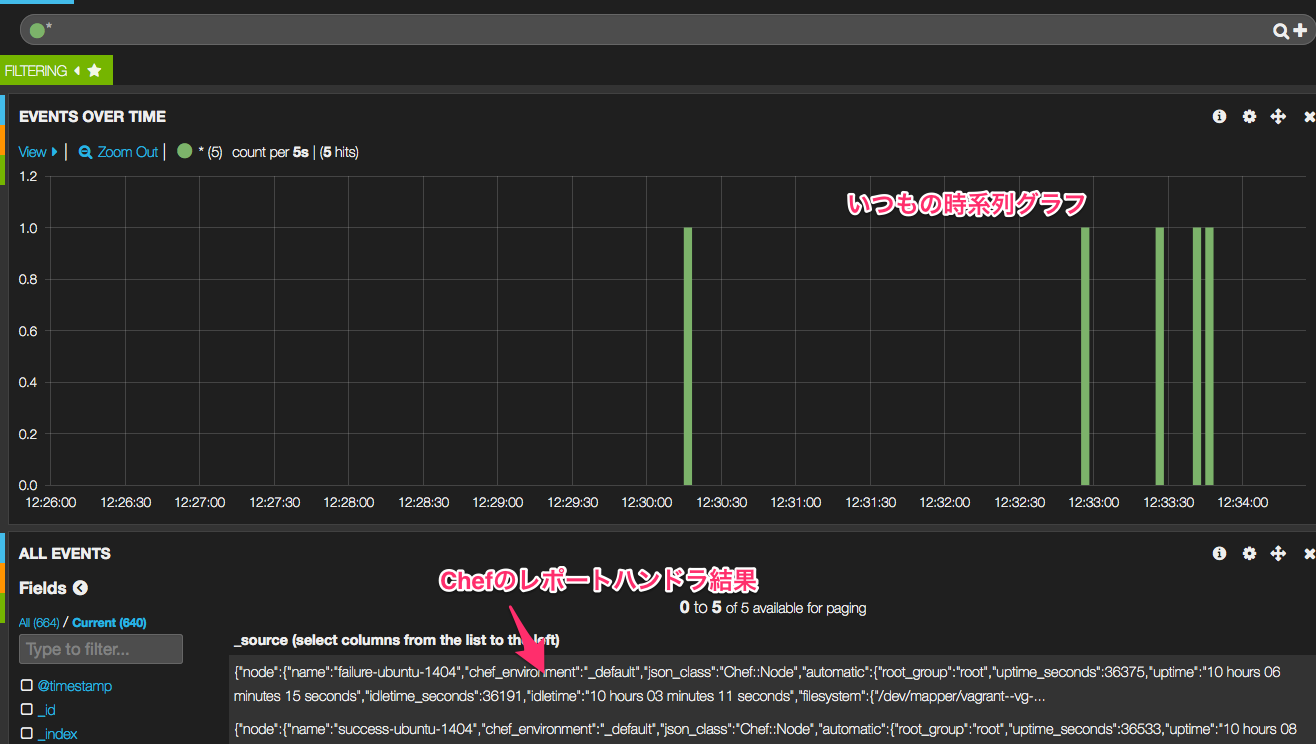 *
FILTERING
EVENTS OVER TIME
View | Zoom Out | * (5) count per 5s | (5 hits)
1.2
いつもの時系列グラフ
1.0
0.8
0.6
0.4
0.2
0.0
12:26:00 12:26:30 12:27:00 12:27:30 12:28:00 12:28:30 12:29:00 12:29:30 12:30:00 12:30:30 12:31:00 12:31:30 12:32:00 12:32:30 12:33:00 12:33:30 12:34:00
ALL EVENTS
Chefのレポートハンドラ結果
Fields
0 to 5 of 5 available for paging
All (664) / Current (640)
_source (select columns from the list to the left)
Type to filter...
{"node":{"name":"failure-ubuntu-1404","chef_environment":"_default","json_class":"Chef::Node","automatic":{"root_group":"root","uptime_seconds":36375,"uptime":"10 hours 06
@timestamp
minutes 15 seconds","idletime_seconds":36191,"idletime":"10 hours 03 minutes 11 seconds","filesystem":{"/dev/mapper/vagrant--vg-...
_id
{"node":{"name":"success-ubuntu-1404","chef_environment":"_default","json_class":"Chef::Node","automatic":{"root_group":"root","uptime_seconds":36533,"uptime":"10 hours 08
_index